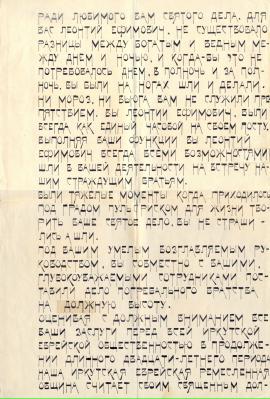 РАДИ ЛЮБИМОГО ВАМ СВЯТОГО ДЕЛА, ДЛЯ
ВАС ЛЕОНТИЙ ЕФИМОВИЧ, НЕ СУЩЕСТВОВАЛО
РАЗНИЦЫ МЕЖДУ БОГАТЫМ И БЕДНЫМ МЕ-
ЖДУ ДНЕМ И НОЧЬЮ, И КОГДА-БЫ ЧТО НЕ
ПОТРЕБОВАЛОСЬ ДНЕМ, В ПОЛНОЧЬ И ЗА ПОЛ-
НОЧЬ, ВЫ БЫЛИ НА НОГАХ ШЛИ И ДЕЛАЛИ.
НИ МОРОЗ, НИ ВЬЮГА ВАМ НЕ СЛУЖИЛИ ПРЕ
ПЯТСТВИЕМ. ВЫ ЛЕОНТИЙ ЕФИМОВИЧ, БЫЛИ
ВСЕГДА КАК ЕДИНЫЙ ЧАСОВОЙ НА СВОЕМ ПОСТУ,
ВЫПОЛНЯЯ ВАШИ ФУНКЦИИ ВЫ ЛЕОНТИЙ
ЕФИМОВИЧ ВСЕГДА ВСЕМИ ВОЗМОЖНОСТЯМИ
ШЛИ В ВАШЕЙ ДЕЯТЕЛЬНОСТИ НА ВСТРЕЧУ НА-
ШИМ СТРАЖДУЩИМ БРАТЬЯМ.
БЫЛИ ТЯЖЕЛЫЕ МОМЕНТЫ КОГДА ПРИХОДИЛОСЬ
ПОД ГРАДОМ ПУЛЬ С РИСКОМ ДЛЯ ЖИЗНИ ТВО-
РИТЬ ВАШЕ СВЯТОЕ ДЕЛО, ВЫ НЕ СТРАШИ-
ЛИСЬ А ШЛИ.
ПОД ВАШИМ УМЕЛЫМ ВОЗГЛАВЛЯЕМЫМ РУ-
КОВОДСТВОМ, ВЫ СОВМЕСТНО С ВАШИМИ,
ГЛУБОКОУВАЖАЕМЫМИ СОТРУДНИКАМИ ПОС-
ТАВИЛИ ДЕЛО ПОГРЕБАЛЬНОГО БРАТСТВА
НА ДОЛЖНУЮ ВЫСОТУ.
ОЦЕНИВАЯ С ДОЛЖНЫМ ВНИМАНИЕМ ВСЕ
ВАШИ ЗАСЛУГИ ПЕРЕД ВСЕЙ ИРКУТСКОЙ
ЕВРЕЙСКОЙ ОБЩЕСТВЕННОСТЬЮ В ПРОДОЛЖЕ-
НИИ ДЛИННОГО ДВАДЦАТИ-ЛЕТНЕГО ПЕРИОДА
НАША ИРКУТСКАЯ ЕВРЕЙСКАЯ РЕМЕСЛЕННАЯ
ОБЩИНА СЧИТАЕТ СВОИМ СВЯЩЕННЫМ ДОЛ-